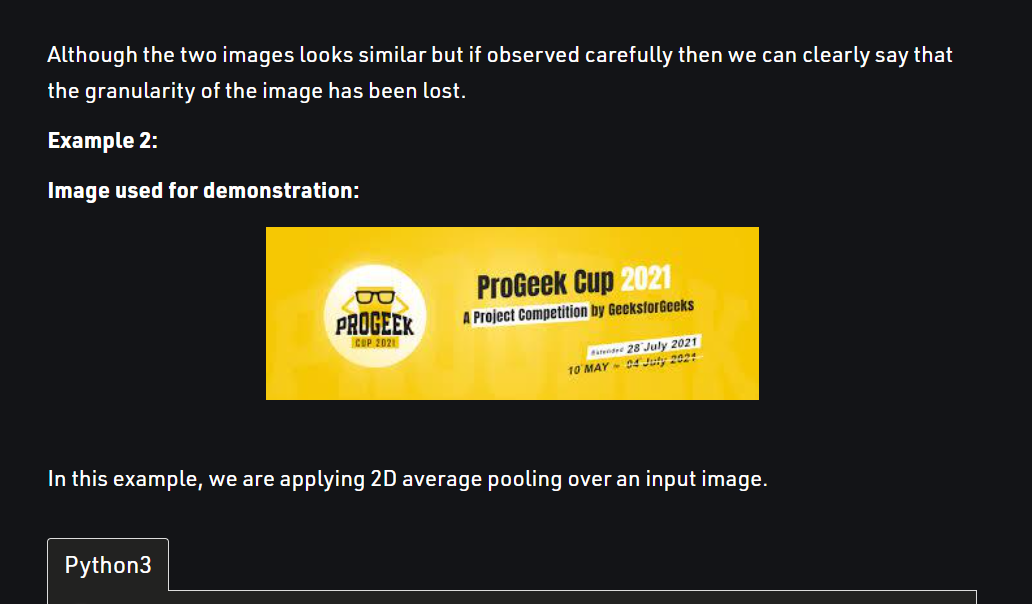 Although the two images looks similar but if observed carefully then we can clearly say that
the granularity of the image has been lost.
Example 2:
Image used for demonstration:
PROGEEK
CUP 2021
ProGeek Cup 2021
A Project Competition by GeeksforGeeks
Extended 28 July 2021
10 MAY - 04 July 2021
In this example, we are applying 2D average pooling over an input image.
Python3